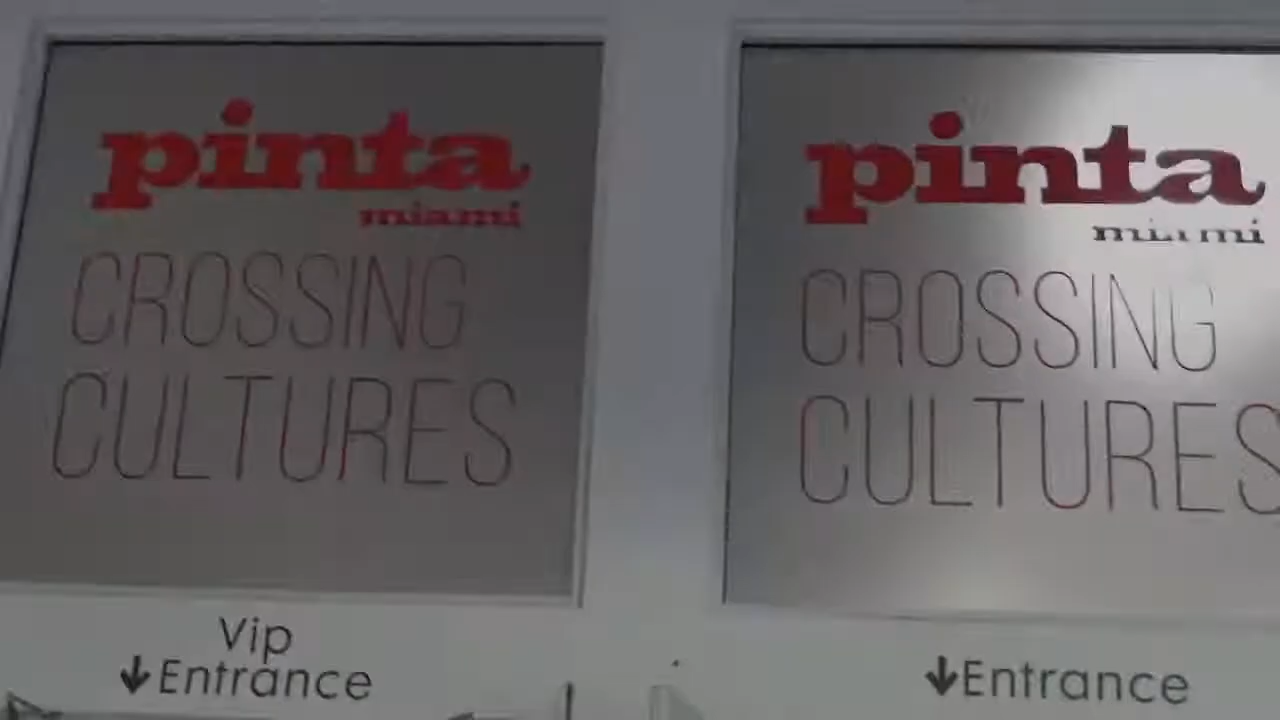 pinta
miami
CROSSING
CULTURES
Vip
↓Entrance
pinta
miami
CROSSING
CULTURES
↓Entrance